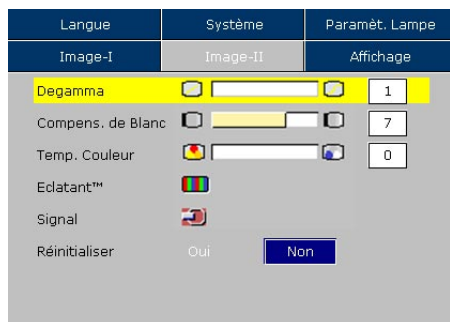 Langue Système Paramèt. Lampe
Image-I Image-II Affichage
Degamma 1
Compens. de Blanc 7
Temp. Couleur 0
Eclatant™
Signal
Réinitialiser Oui Non